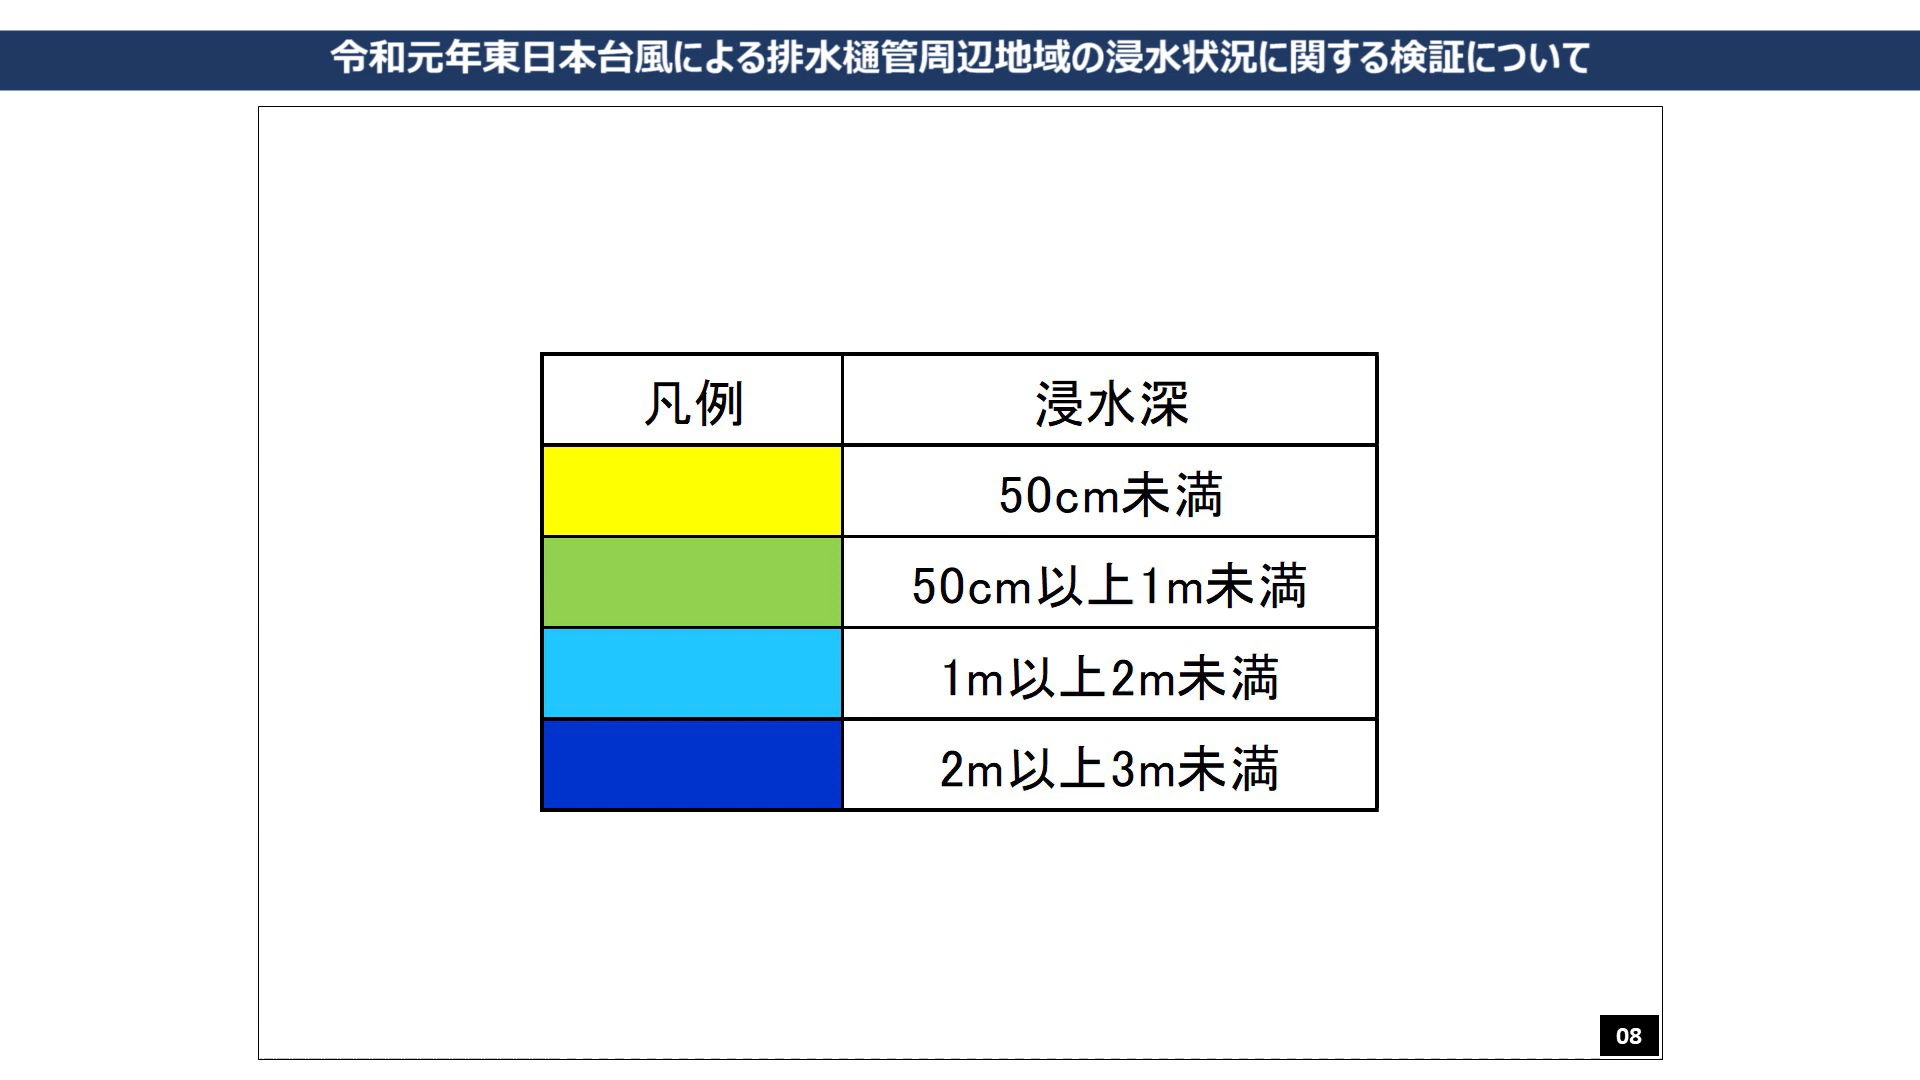 令和元年東日本台風による排水樋管周辺地域の浸水状況に関する検証について
凡例 浸水深
50cm未満
50cm以上1m未満
1m以上2m未満
2m以上3m未満
08